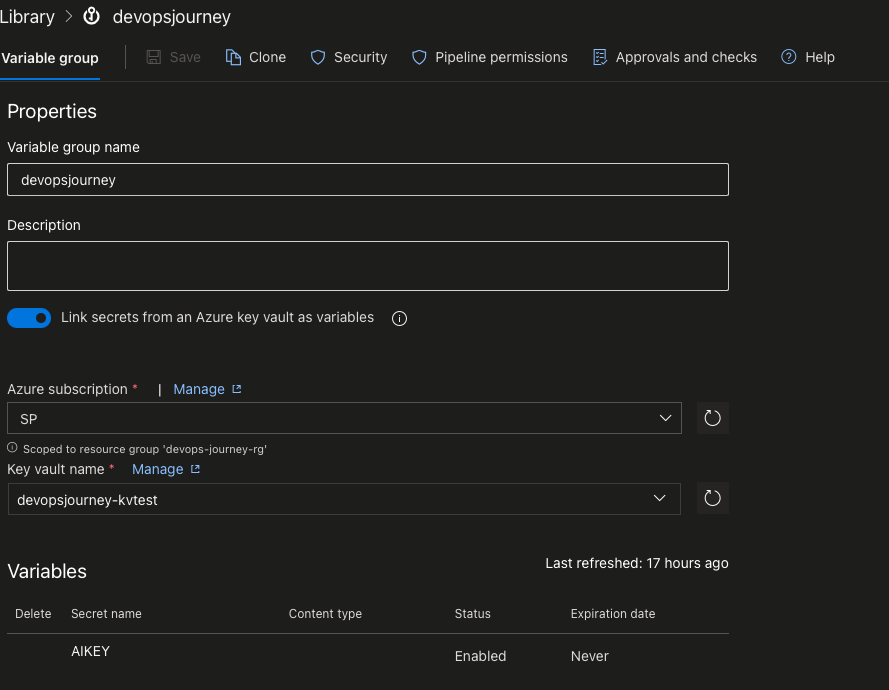 Library > devopsjourney
Variable group Save Clone Security Pipeline permissions Approvals and checks Help
Properties
Variable group name
devopsjourney
Description
Link secrets from an Azure key vault as variables
Azure subscription * | Manage
SP
Scoped to resource group 'devops-journey-rg'
Key vault name * Manage
devopsjourney-kvtest
Variables Last refreshed: 17 hours ago
Delete Secret name Content type Status Expiration date
AIKEY Enabled Never